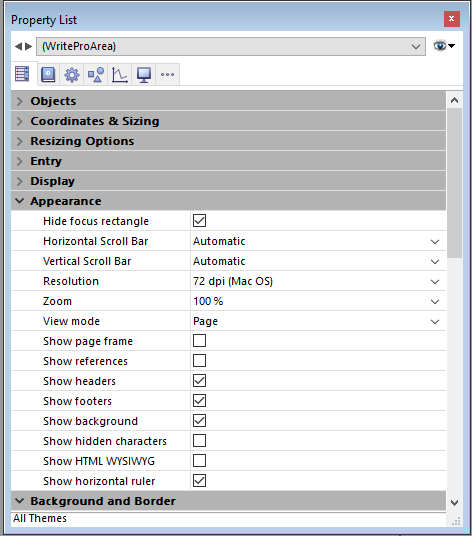 Property List
(WriteProArea)
Objects
Coordinates & Sizing
Resizing Options
Entry
Display
Appearance
Hide focus rectangle
Horizontal Scroll Bar Automatic
Vertical Scroll Bar Automatic
Resolution 72 dpi (Mac OS)
Zoom 100 %
View mode Page
Show page frame
Show references
Show headers
Show footers
Show background
Show hidden characters
Show HTML WYSIWYG
Show horizontal ruler
Background and Border
All Themes